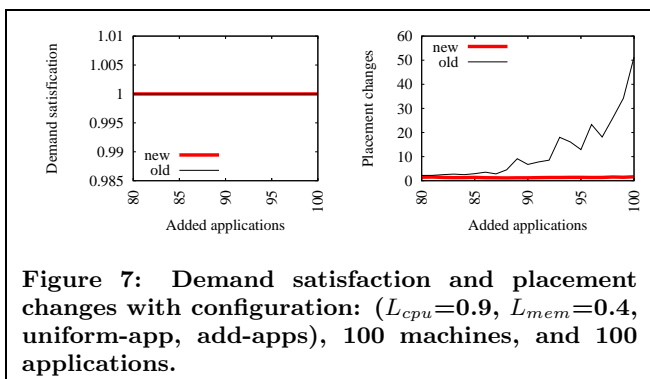 Demand satisfication
1.01
1.005
1
0.995
0.99
0.985
new
old
80
85
90
95
100
Added applications
Placement changes
60
50
40
30
20
10
0
new
old
80
85
90
95
100
Added applications
Figure 7: Demand satisfaction and placement
changes with configuration: (L_cpu=0.9, L_mem=0.4,
uniform-app, add-apps), 100 machines, and 100
applications.